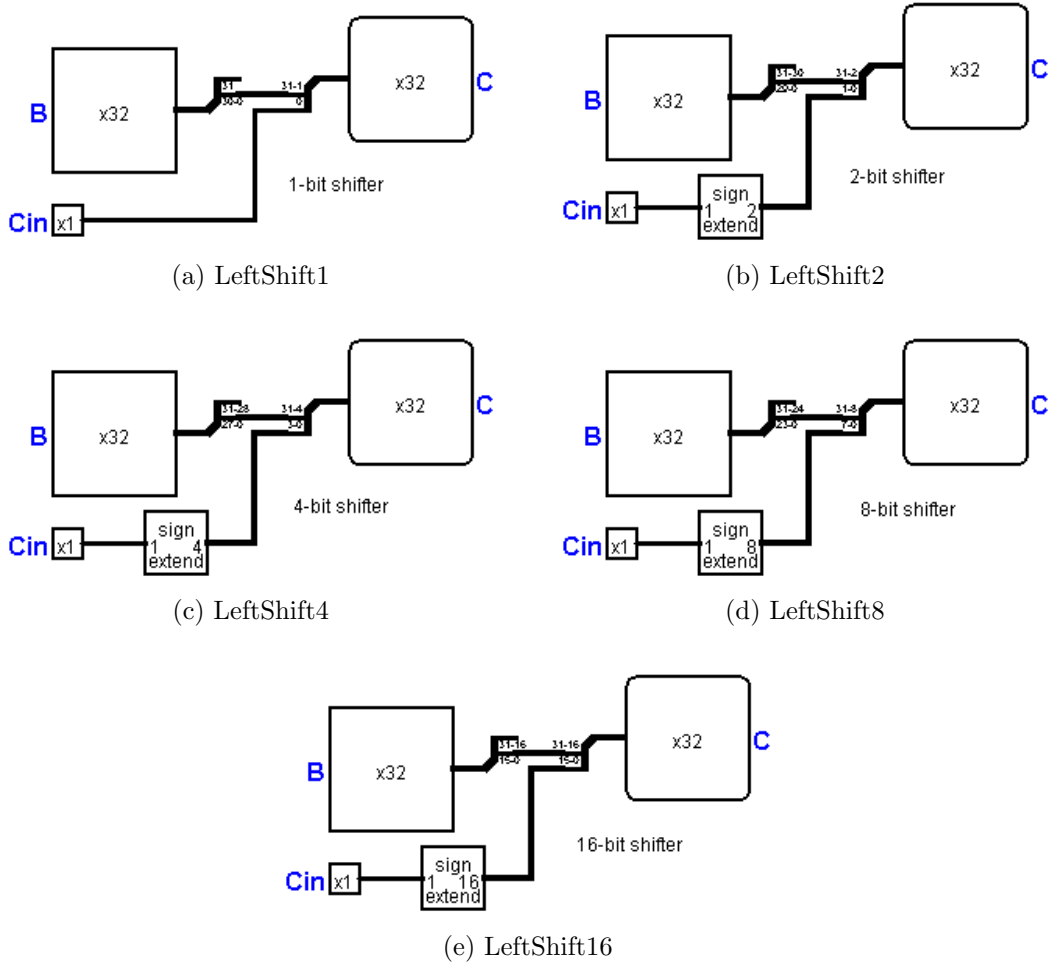 x32
31
31-1
30-0
0
B
x32
C
1-bit shifter
Cin
x1
(a) LeftShift1
x32
31-30
31-2
29-0
1-0
B
x32
C
2-bit shifter
Cin
x1
sign
1 2
extend
(b) LeftShift2
x32
31-28
31-4
27-0
3-0
B
x32
C
4-bit shifter
Cin
x1
sign
1 4
extend
(c) LeftShift4
x32
31-24
31-8
23-0
7-0
B
x32
C
8-bit shifter
Cin
x1
sign
1 8
extend
(d) LeftShift8
x32
31-16
31-16
15-0
15-0
B
x32
C
16-bit shifter
Cin
x1
sign
1 16
extend
(e) LeftShift16